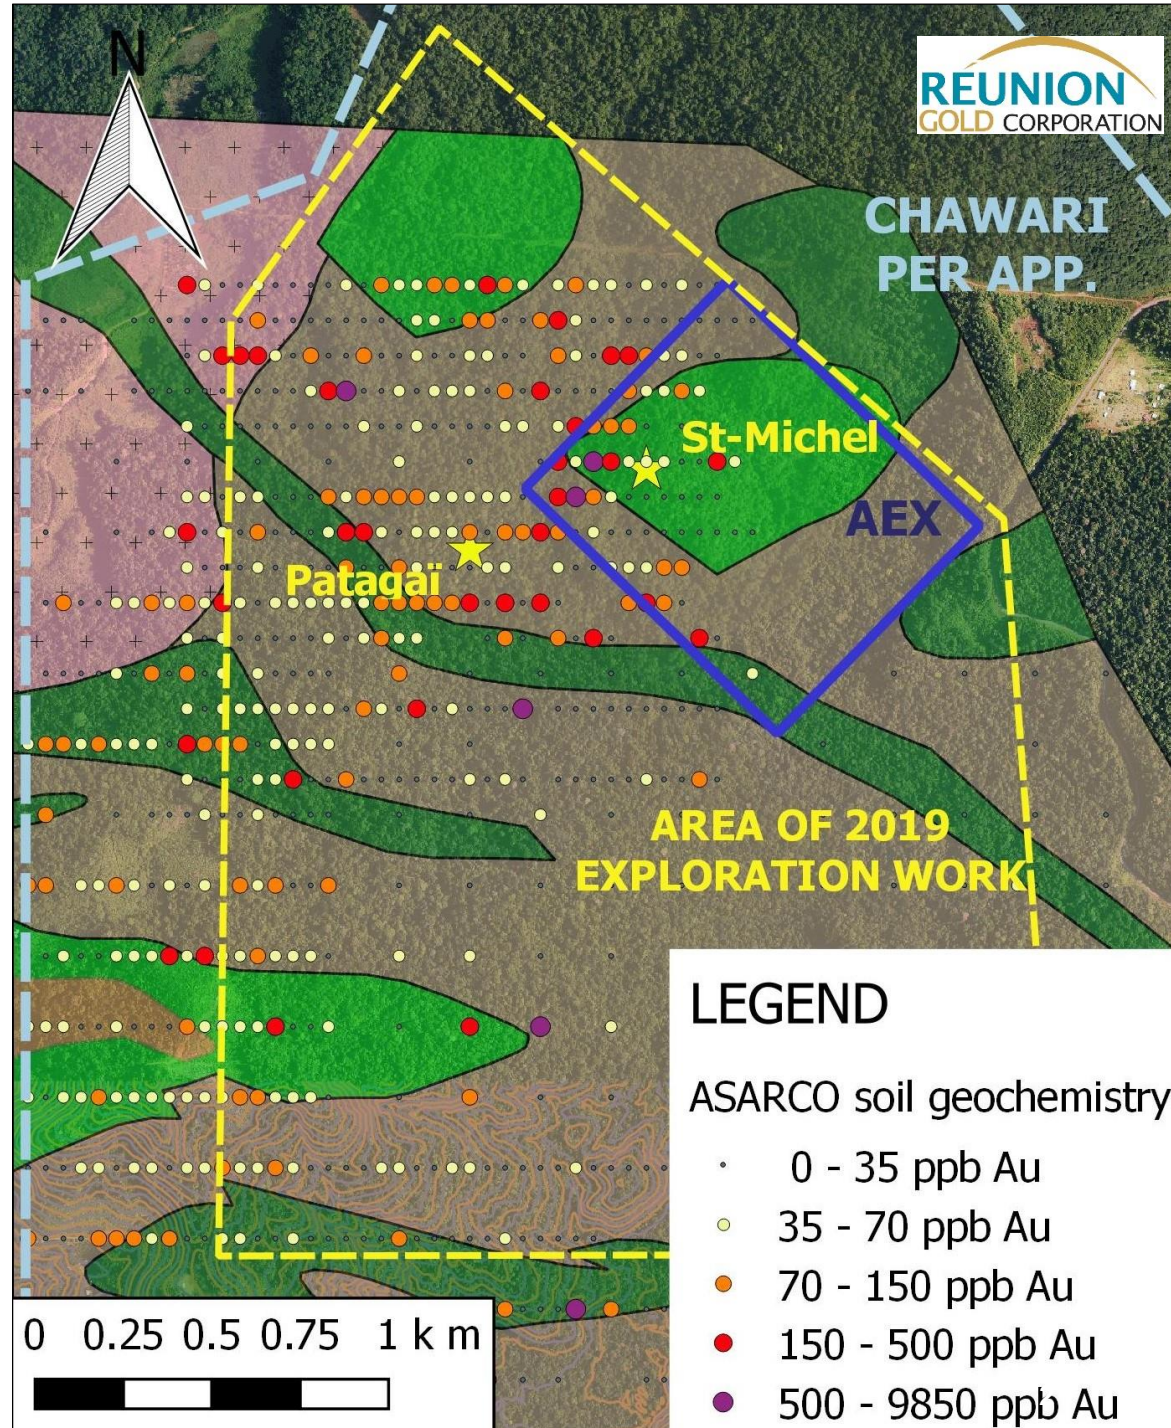 N
REUNION
GOLD CORPORATION
CHAWARI
PER APP.
St-Michel
AEX
Patagaï
AREA OF 2019
EXPLORATION WORK
LEGEND
ASARCO soil geochemistry
0 - 35 ppb Au
35 - 70 ppb Au
70 - 150 ppb Au
150 - 500 ppb Au
500 - 9850 ppb Au
0 0.25 0.5 0.75 1 k m